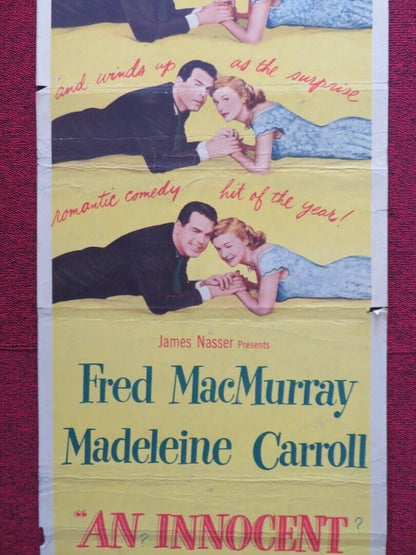 and winds up as the surprise
romantic comedy hit of the year!
James Nasser Presents
Fred MacMurray
Madeleine Carroll
"AN INNOCENT
? ?